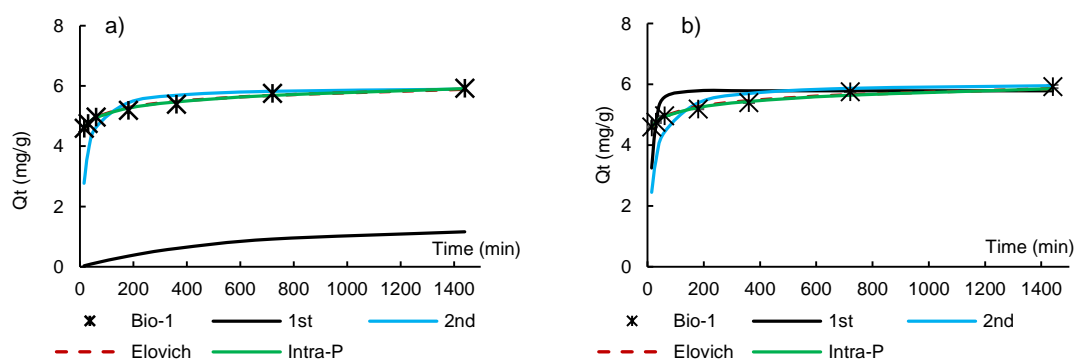 a)
8
6
4
2
0
Qt (mg/g)
Time (min)
0 200 400 600 800 1000 1200 1400
Bio-1 1st 2nd
Elovich Intra-P
b)
8
6
4
2
0
Qt (mg/g)
Time (min)
0 200 400 600 800 1000 1200 1400
Bio-1 1st 2nd
Elovich Intra-P